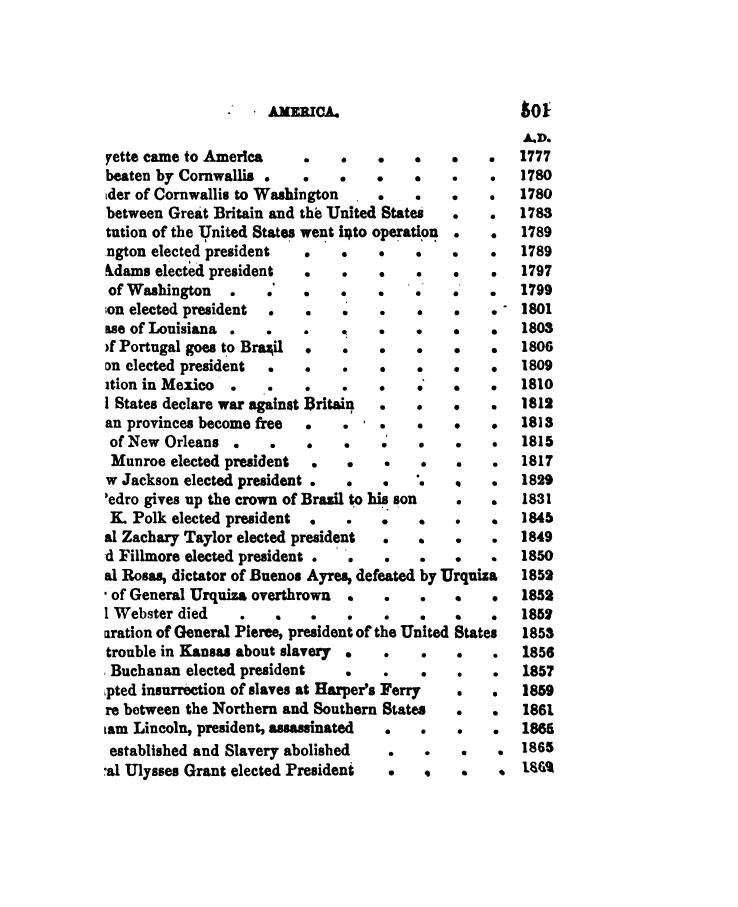 AMERICA. 501
A.D.
yette came to America . . . . . . 1777
beaten by Cornwallis . . . . . . . 1780
der of Cornwallis to Washington . . . . 1780
between Great Britain and the United States . . 1783
tution of the United States went into operation . . 1789
ngton elected president . . . . . . 1789
Adams elected president . . . . . . 1797
of Washington . . . . . . . . 1799
on elected president . . . . . . . 1801
ase of Louisiana . . . . . . . . 1803
of Portugal goes to Brazil . . . . . . 1806
on elected president . . . . . . . 1809
ution in Mexico . . . . . . . . 1810
l States declare war against Britain . . . . 1812
an provinces become free . . . . . . 1813
of New Orleans . . . . . . . . 1815
Munroe elected president . . . . . . 1817
w Jackson elected president . . . . . . 1829
Pedro gives up the crown of Brazil to his son . . 1831
K. Polk elected president . . . . . . 1845
al Zachary Taylor elected president . . . . 1849
d Fillmore elected president . . . . . . 1850
al Rosas, dictator of Buenos Ayres, defeated by Urquiza 1852
of General Urquiza overthrown . . . . . 1852
l Webster died . . . . . . . . 1852
uration of General Pierce, president of the United States 1853
trouble in Kansas about slavery . . . . . 1856
Buchanan elected president . . . . . 1857
pted insurrection of slaves at Harper's Ferry . . 1859
re between the Northern and Southern States . . 1861
am Lincoln, president, assassinated . . . . 1865
established and Slavery abolished . . . . 1865
ral Ulysses Grant elected President . . . . 1869